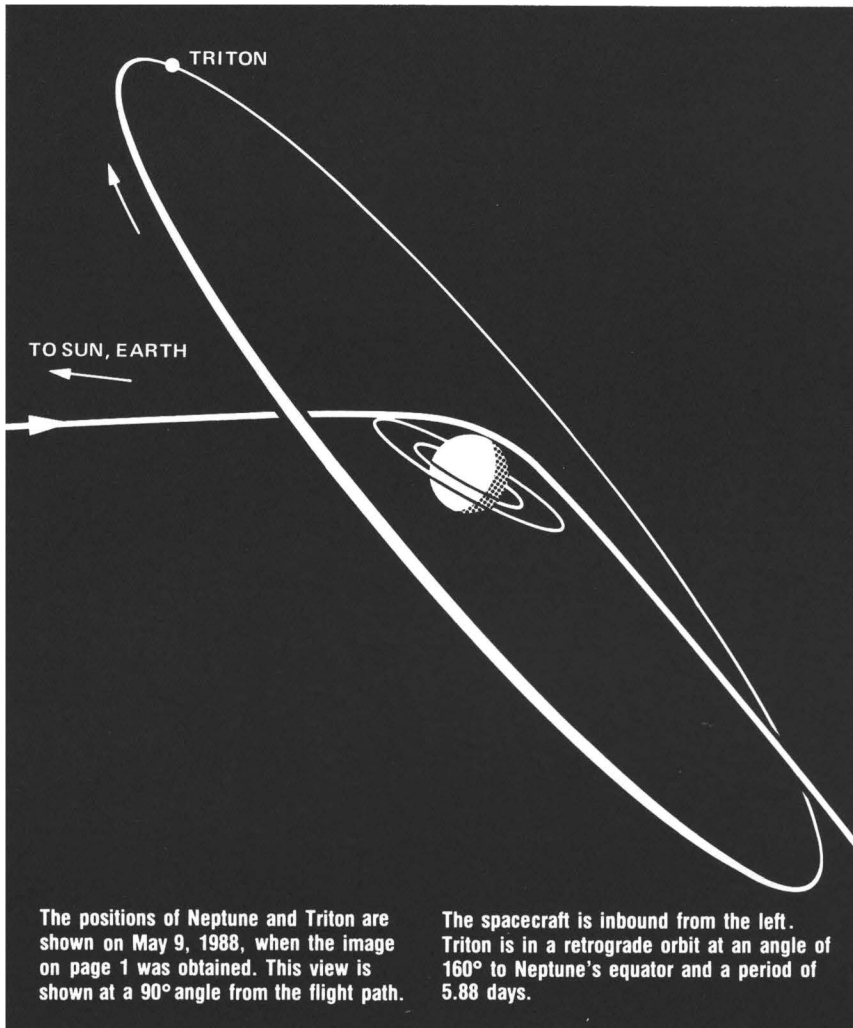 TRITON
TO SUN, EARTH
The positions of Neptune and Triton are
shown on May 9, 1988, when the image
on page 1 was obtained. This view is
shown at a 90° angle from the flight path.
The spacecraft is inbound from the left.
Triton is in a retrograde orbit at an angle of
160° to Neptune's equator and a period of
5.88 days.